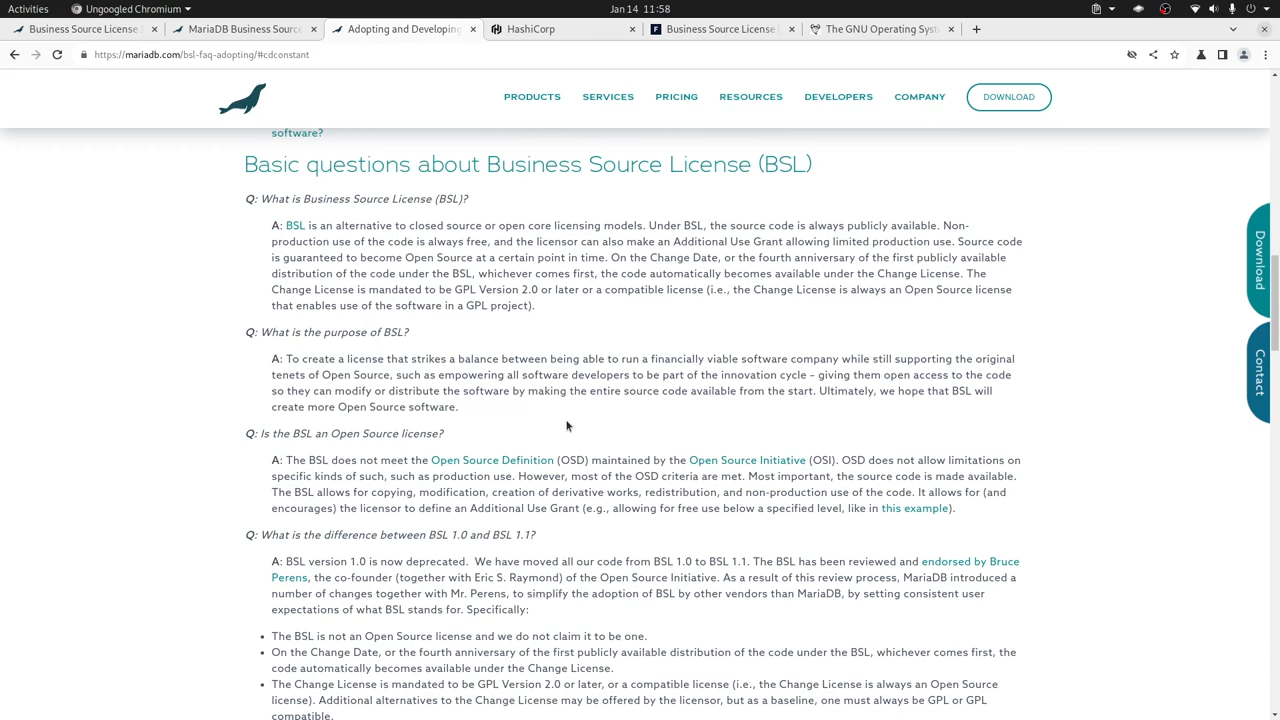 Activities
Ungoogled Chromium
Jan 14 11:58
Business Source License
MariaDB Business Sourc
Adopting and Developing
HashiCorp
Business Source License
The GNU Operating Syst
https://mariadb.com/bsl-faq-adopting/#cdconstant
PRODUCTS
SERVICES
PRICING
RESOURCES
DEVELOPERS
COMPANY
DOWNLOAD
software?
Basic questions about Business Source License (BSL)
Q: What is Business Source License (BSL)?
A: BSL is an alternative to closed source or open core licensing models. Under BSL, the source code is always publicly available. Non-
production use of the code is always free, and the licensor can also make an Additional Use Grant allowing limited production use. Source code
is guaranteed to become Open Source at a certain point in time. On the Change Date, or the fourth anniversary of the first publicly available
distribution of the code under the BSL, whichever comes first, the code automatically becomes available under the Change License. The
Change License is mandated to be GPL Version 2.0 or later or a compatible license (i.e., the Change License is always an Open Source license
that enables use of the software in a GPL project).
Q: What is the purpose of BSL?
A: To create a license that strikes a balance between being able to run a financially viable software company while still supporting the original
tenets of Open Source, such as empowering all software developers to be part of the innovation cycle – giving them open access to the code
so they can modify or distribute the software by making the entire source code available from the start. Ultimately, we hope that BSL will
create more Open Source software.
Q: Is the BSL an Open Source license?
A: The BSL does not meet the Open Source Definition (OSD) maintained by the Open Source Initiative (OSI). OSD does not allow limitations on
specific kinds of such, such as production use. However, most of the OSD criteria are met. Most important, the source code is made available.
The BSL allows for copying, modification, creation of derivative works, redistribution, and non-production use of the code. It allows for (and
encourages) the licensor to define an Additional Use Grant (e.g., allowing for free use below a specified level, like in this example).
Q: What is the difference between BSL 1.0 and BSL 1.1?
A: BSL version 1.0 is now deprecated. We have moved all our code from BSL 1.0 to BSL 1.1. The BSL has been reviewed and endorsed by Bruce
Perens, the co-founder (together with Eric S. Raymond) of the Open Source Initiative. As a result of this review process, MariaDB introduced a
number of changes together with Mr. Perens, to simplify the adoption of BSL by other vendors than MariaDB, by setting consistent user
expectations of what BSL stands for. Specifically:
• The BSL is not an Open Source license and we do not claim it to be one.
• On the Change Date, or the fourth anniversary of the first publicly available distribution of the code under the BSL, whichever comes first, the
code automatically becomes available under the Change License.
• The Change License is mandated to be GPL Version 2.0 or later, or a compatible license (i.e., the Change License is always an Open Source
license). Additional alternatives to the Change License may be offered by the licensor, but as a baseline, one must always be GPL or GPL
compatible.
Download
Contact